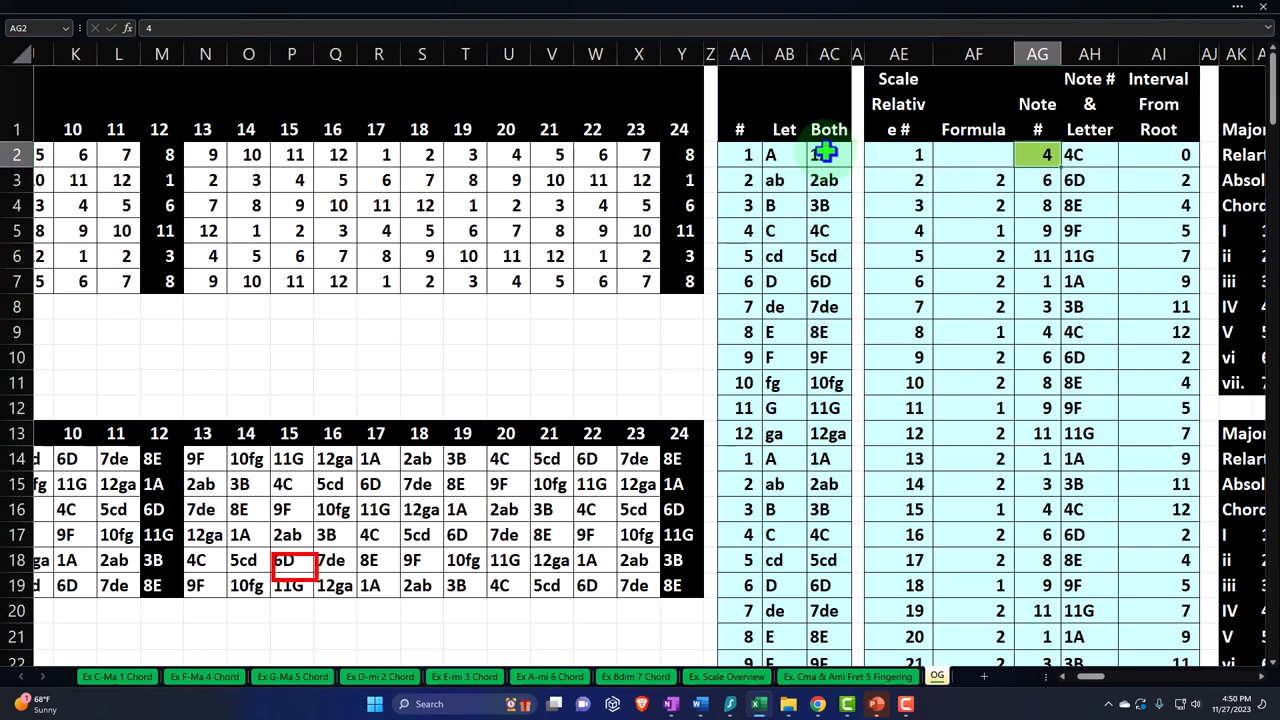 AG2 fx 4
K L M N O P Q R S T U V W X Y Z AA AB AC A AE AF AG AH AI AJ AK
Scale Note #
Relativ Note & Interval From
1 10 11 12 13 14 15 16 17 18 19 20 21 22 23 24 # Let Both e # Formula # Letter Root Major
2 5 6 7 8 9 10 11 12 1 2 3 4 5 6 7 8 1 A 1 4 4C 0 Relart
3 10 11 12 1 2 3 4 5 6 7 8 9 10 11 12 1 2 ab 2ab 2 2 6 6D 2 Absol
4 3 4 5 6 7 8 9 10 11 12 1 2 3 4 5 6 3 B 3B 3 2 8 8E 4 Chord
5 8 9 10 11 12 1 2 3 4 5 6 7 8 9 10 11 4 C 4C 4 1 9 9F 5 I
6 12 1 2 3 4 5 6 7 8 9 10 11 12 1 2 3 5 cd 5cd 5 2 11 11G 7 ii
7 5 6 7 8 9 10 11 12 1 2 3 4 5 6 7 8 6 D 6D 6 2 1 1A 9 iii
8 7 de 7de 7 2 3 3B 11 IV
9 8 E 8E 8 1 4 4C 12 V
10 9 F 9F 9 2 6 6D 2 vi
11 10 fg 10fg 10 2 8 8E 4 vii.
12 11 G 11G 11 1 9 9F 5
13 10 11 12 13 14 15 16 17 18 19 20 21 22 23 24 12 ga 12ga 12 2 11 11G 7 Major
14 6D 7de 8E 9F 10fg 11G 12ga 1A 2ab 3B 4C 5cd 6D 7de 8E 1 A 1A 13 2 1 1A 9 Relart
15 11G 12ga 1A 2ab 3B 4C 5cd 6D 7de 8E 9F 10fg 11G 12ga 1A 2 ab 2ab 14 2 3 3B 11 Absol
16 4C 5cd 6D 7de 8E 9F 10fg 11G 12ga 1A 2ab 3B 4C 5cd 6D 3 B 3B 15 1 4 4C 12 Chord
17 9F 10fg 11G 12ga 1A 2ab 3B 4C 5cd 6D 7de 8E 9F 10fg 11G 4 C 4C 16 2 6 6D 2 I
18 ga 1A 2ab 3B 4C 5cd 6D 7de 8E 9F 10fg 11G 12ga 1A 2ab 3B 5 cd 5cd 17 2 8 8E 4 ii
19 6D 7de 8E 9F 10fg 11G 12ga 1A 2ab 3B 4C 5cd 6D 7de 8E 6 D 6D 18 1 9 9F 5 iii
20 7 de 7de 19 2 11 11G 7 IV
21 8 E 8E 20 2 1 1A 9 V
22 9 F 9F 21 2 3 3B 11 vi
Ex C-Ma 1 Chord Ex F-Ma 4 Chord Ex G-Ma 5 Chord Ex D-mi 2 Chord Ex E-mi 3 Chord Ex A-mi 6 Chord Ex Bdim 7 Chord Ex. Scale Overview Ex. Cma & Ami Fret 5 Fingering OG
68°F
Sunny
Search
4:50 PM
11/27/2023